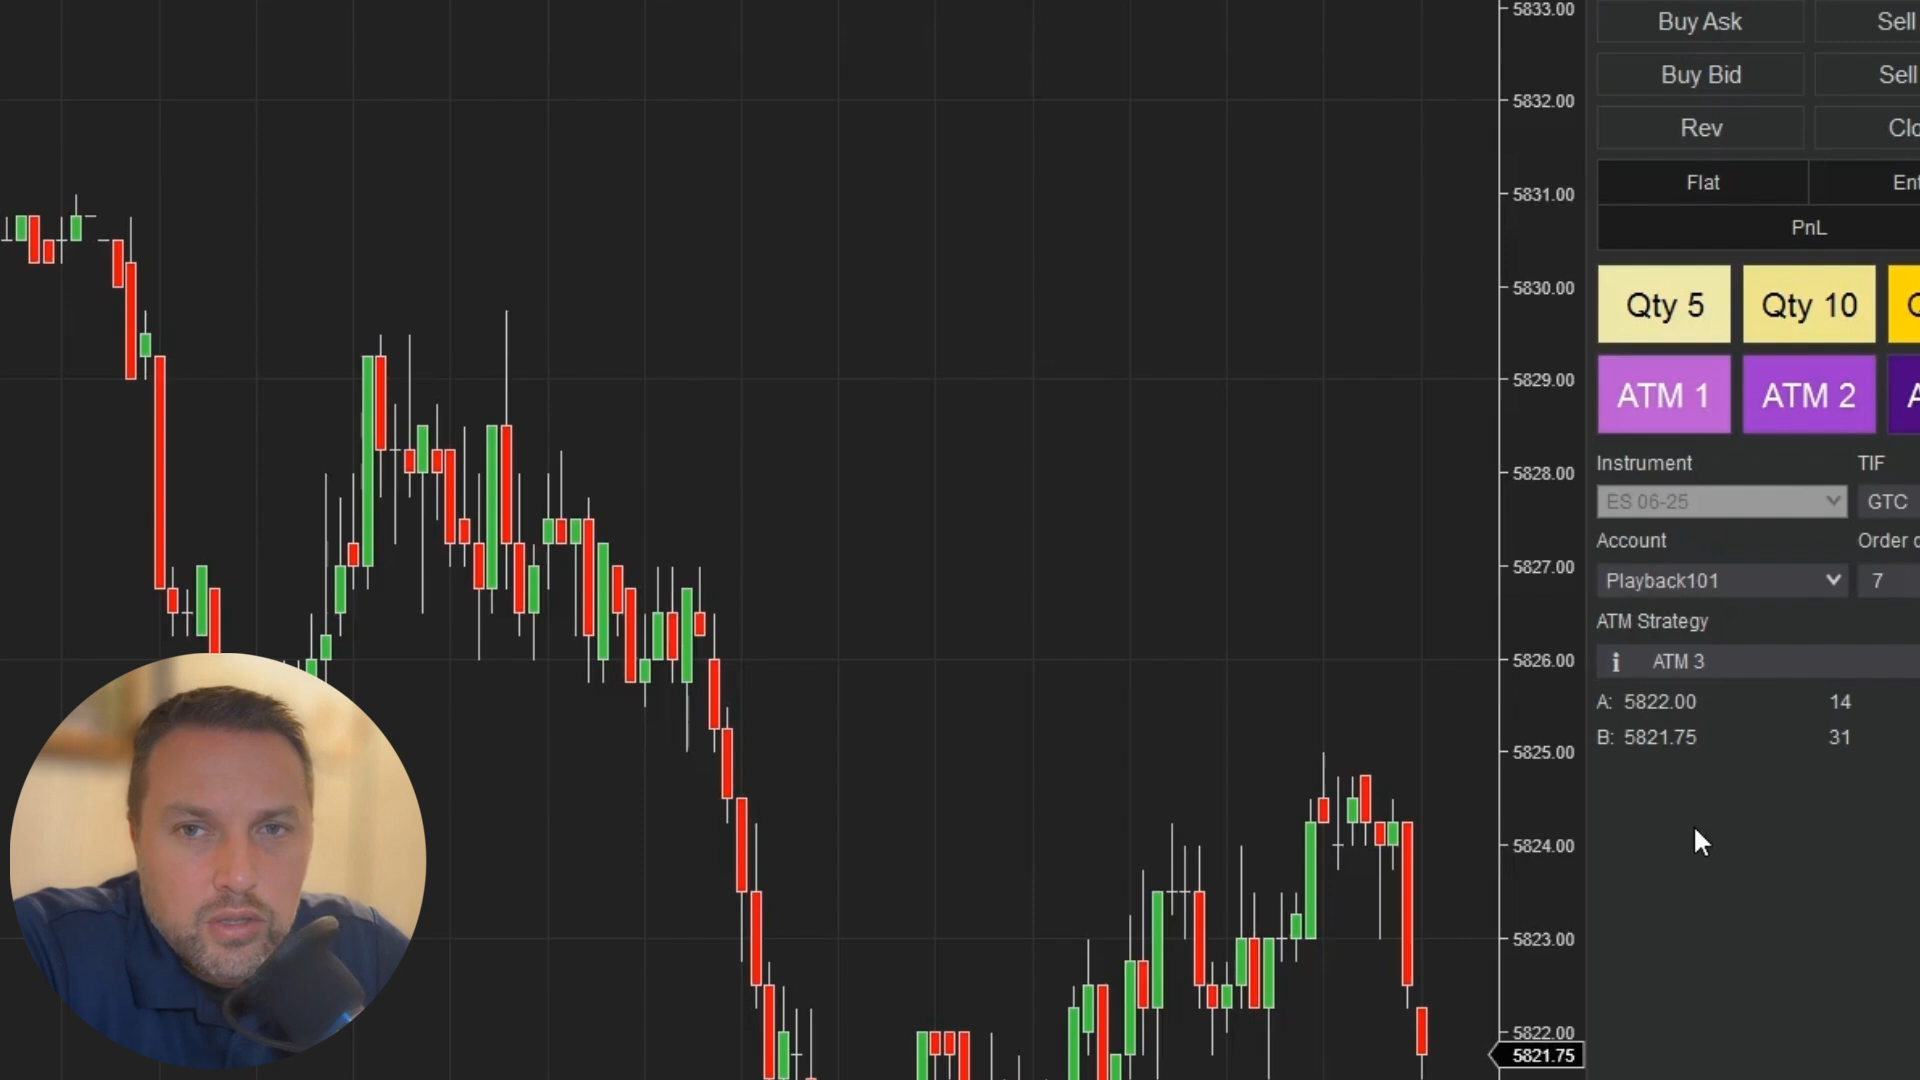 5833.00
5832.00
5831.00
5830.00
5829.00
5828.00
5827.00
5826.00
5825.00
5824.00
5823.00
5822.00
5821.75
Buy Ask Sell
Buy Bid Sell
Rev Clo
Flat Ent
PnL
Qty 5 Qty 10 Q
ATM 1 ATM 2 A
Instrument TIF
ES 06-25 GTC
Account Order q
Playback101 7
ATM Strategy
ATM 3
A: 5822.00 14
B: 5821.75 31